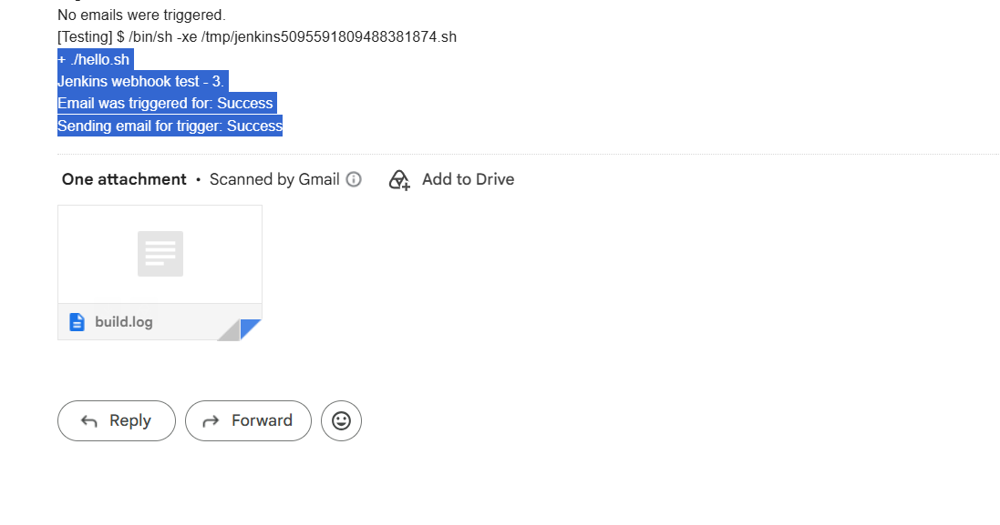 No emails were triggered.
[Testing] $ /bin/sh -xe /tmp/jenkins5095591809488381874.sh
+ ./hello.sh
Jenkins webhook test - 3.
Email was triggered for: Success
Sending email for trigger: Success
One attachment • Scanned by Gmail Add to Drive
build.log
Reply Forward